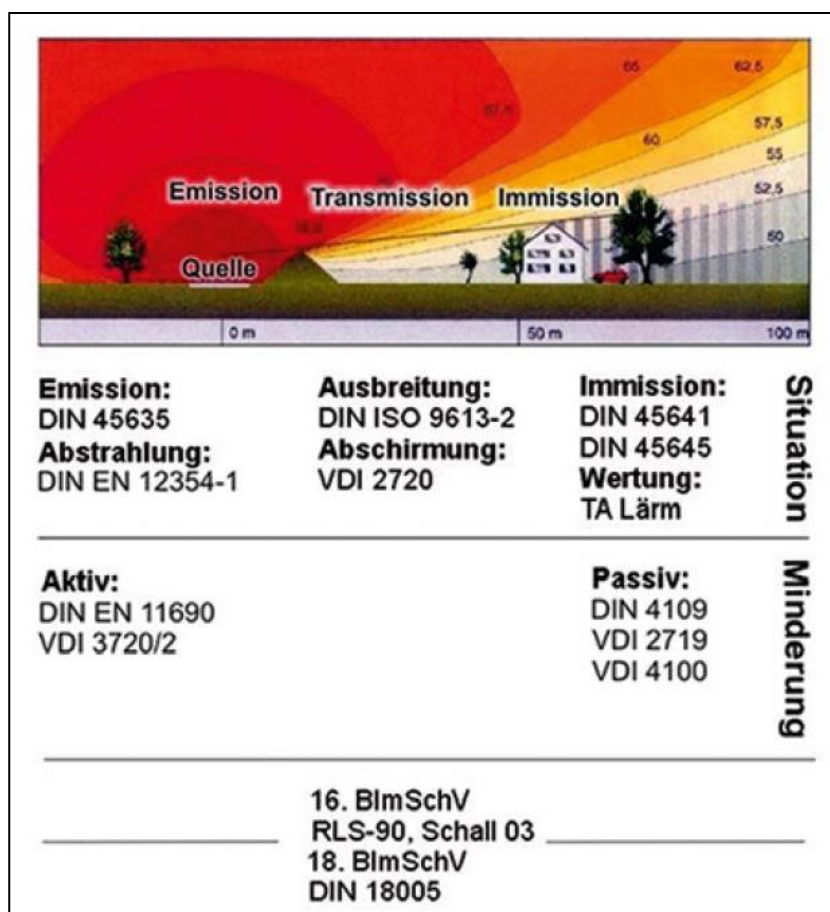 65
62,5
67,5
60
57,5
55
52,5
50
Emission
Transmission
Immission
Quelle
0 m
50 m
100 m
Emission:
DIN 45635
Abstrahlung:
DIN EN 12354-1
Ausbreitung:
DIN ISO 9613-2
Abschirmung:
VDI 2720
Immission:
DIN 45641
DIN 45645
Wertung:
TA Lärm
Situation
Aktiv:
DIN EN 11690
VDI 3720/2
Passiv:
DIN 4109
VDI 2719
VDI 4100
Minderung
16. BImSchV
RLS-90, Schall 03
18. BImSchV
DIN 18005